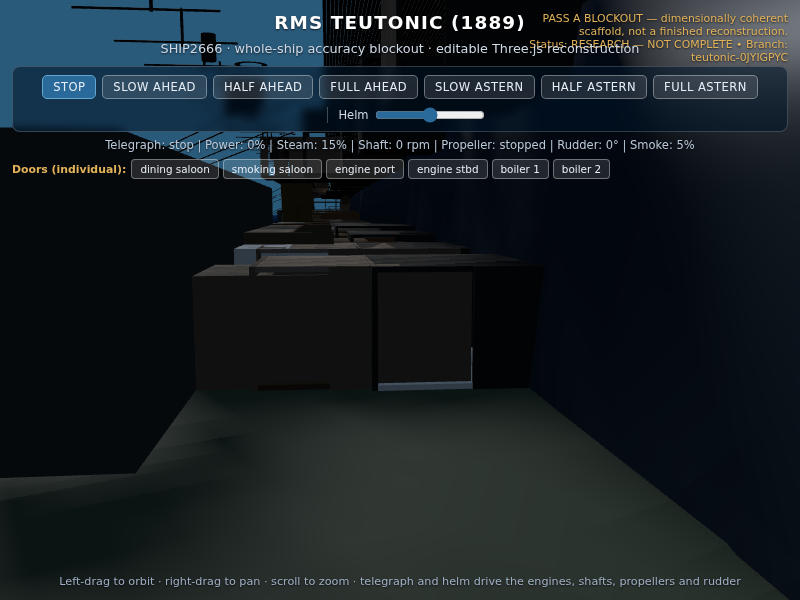 RMS TEUTONIC (1889)
SHIP2666 · whole-ship accuracy blockout · editable Three.js reconstruction
PASS A BLOCKOUT — dimensionally coherent
scaffold, not a finished reconstruction.
Status: RESEARCH — NOT COMPLETE • Branch:
teutonic-0JYIGPYC
STOP SLOW AHEAD HALF AHEAD FULL AHEAD SLOW ASTERN HALF ASTERN FULL ASTERN
Helm
Telegraph: stop | Power: 0% | Steam: 15% | Shaft: 0 rpm | Propeller: stopped | Rudder: 0° | Smoke: 5%
Doors (individual): dining saloon smoking saloon engine port engine stbd boiler 1 boiler 2
Left-drag to orbit · right-drag to pan · scroll to zoom · telegraph and helm drive the engines, shafts, propellers and rudder